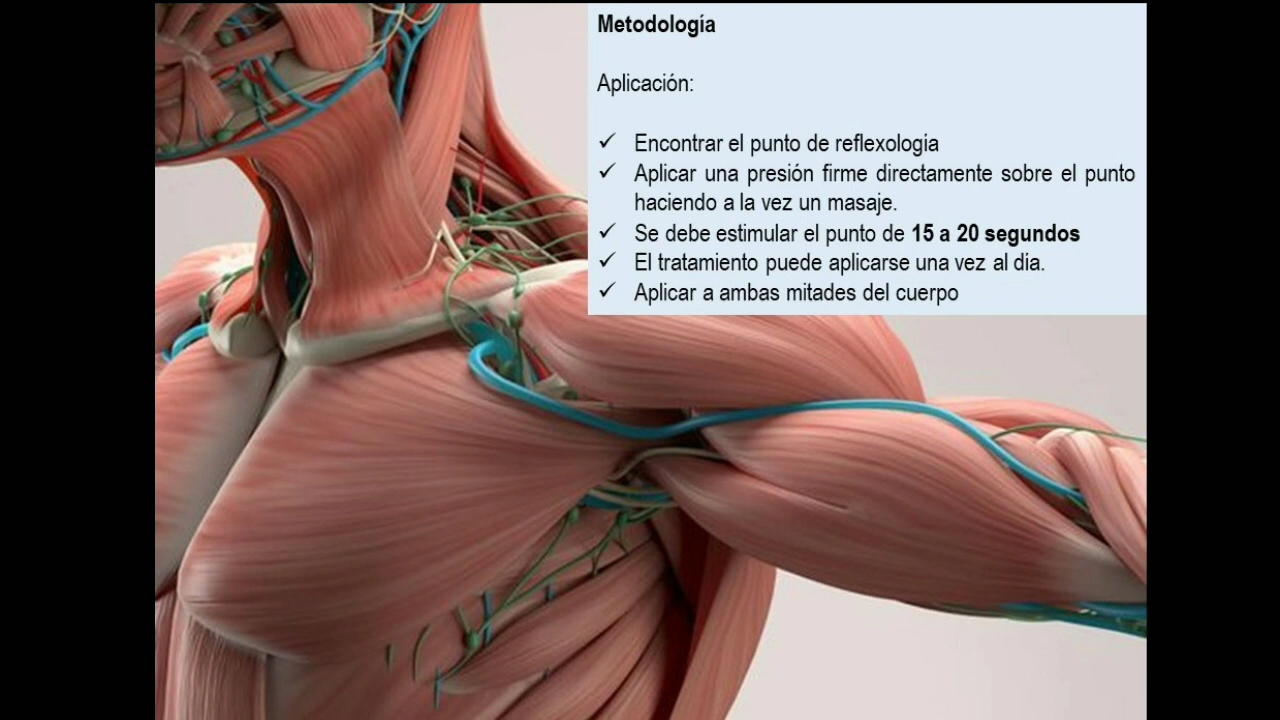 Metodología
Aplicación:
✓ Encontrar el punto de reflexología
✓ Aplicar una presión firme directamente sobre el punto
haciendo a la vez un masaje.
✓ Se debe estimular el punto de 15 a 20 segundos
✓ El tratamiento puede aplicarse una vez al día.
✓ Aplicar a ambas mitades del cuerpo